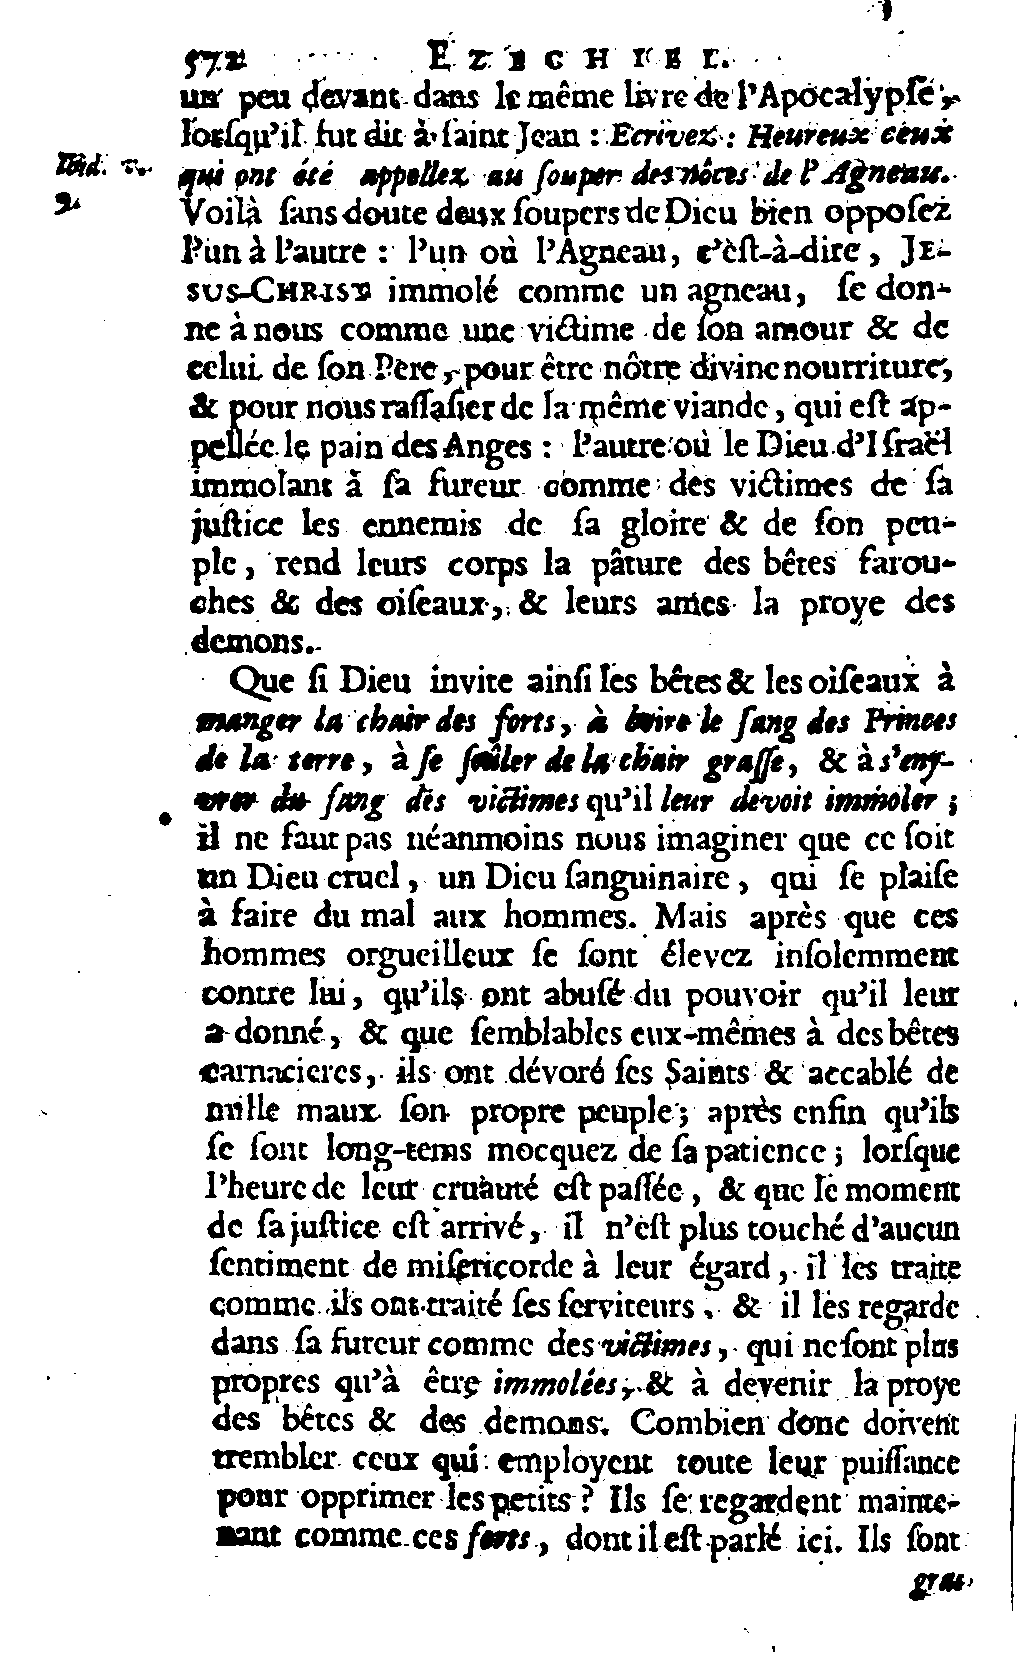 572 EZECHIEL.
un peu devant dans le même livre de l'Apocalypſe,
lorſqu'il fut dit à ſaint Jean : Ecrivez : Heureux ceux
Ibid. v. qui ont été appellez au ſouper des nôces de l'Agneau.
9. Voilà ſans doute deux ſoupers de Dieu bien oppoſez
l'un à l'autre : l'un où l'Agneau, c'eſt-à-dire, JE-
SUS-CHRIST immolé comme un agneau, ſe don-
ne à nous comme une victime de ſon amour & de
celui de ſon Pere, pour être nôtre divine nourriture,
& pour nous raſſaſier de la même viande, qui eſt ap-
pellée le pain des Anges : l'autre où le Dieu d'Iſraël
immolant à ſa fureur comme des victimes de ſa
juſtice les ennemis de ſa gloire & de ſon peu-
ple, rend leurs corps la pâture des bêtes farou-
ches & des oiſeaux, & leurs ames la proye des
demons.
Que ſi Dieu invite ainſi les bêtes & les oiſeaux à
manger la chair des forts, à boire le ſang des Princes
de la terre, à ſe ſoûler de la chair graſſe, & à s'eny-
vrer du ſang des victimes qu'il leur devoit immoler ;
il ne faut pas néanmoins nous imaginer que ce ſoit
un Dieu cruel, un Dieu ſanguinaire, qui ſe plaiſe
à faire du mal aux hommes. Mais après que ces
hommes orgueilleux ſe ſont élevez inſolemment
contre lui, qu'ils ont abuſé du pouvoir qu'il leur
a donné, & que ſemblables eux-mêmes à des bêtes
carnacieres, ils ont dévoré ſes Saints & accablé de
mille maux ſon propre peuple ; après enfin qu'ils
ſe ſont long-tems mocquez de ſa patience ; lorſque
l'heure de leur cruauté eſt paſſée, & que le moment
de ſa juſtice eſt arrivé, il n'eſt plus touché d'aucun
ſentiment de miſericorde à leur égard, il les traite
comme ils ont traité ſes ſerviteurs, & il les regarde
dans ſa fureur comme des victimes, qui ne ſont plus
propres qu'à être immolées, & à devenir la proye
des bêtes & des demons. Combien donc doivent
trembler ceux qui employent toute leur puiſſance
pour opprimer les petits ? Ils ſe regardent mainte-
nant comme ces forts, dont il eſt parlé ici. Ils ſont